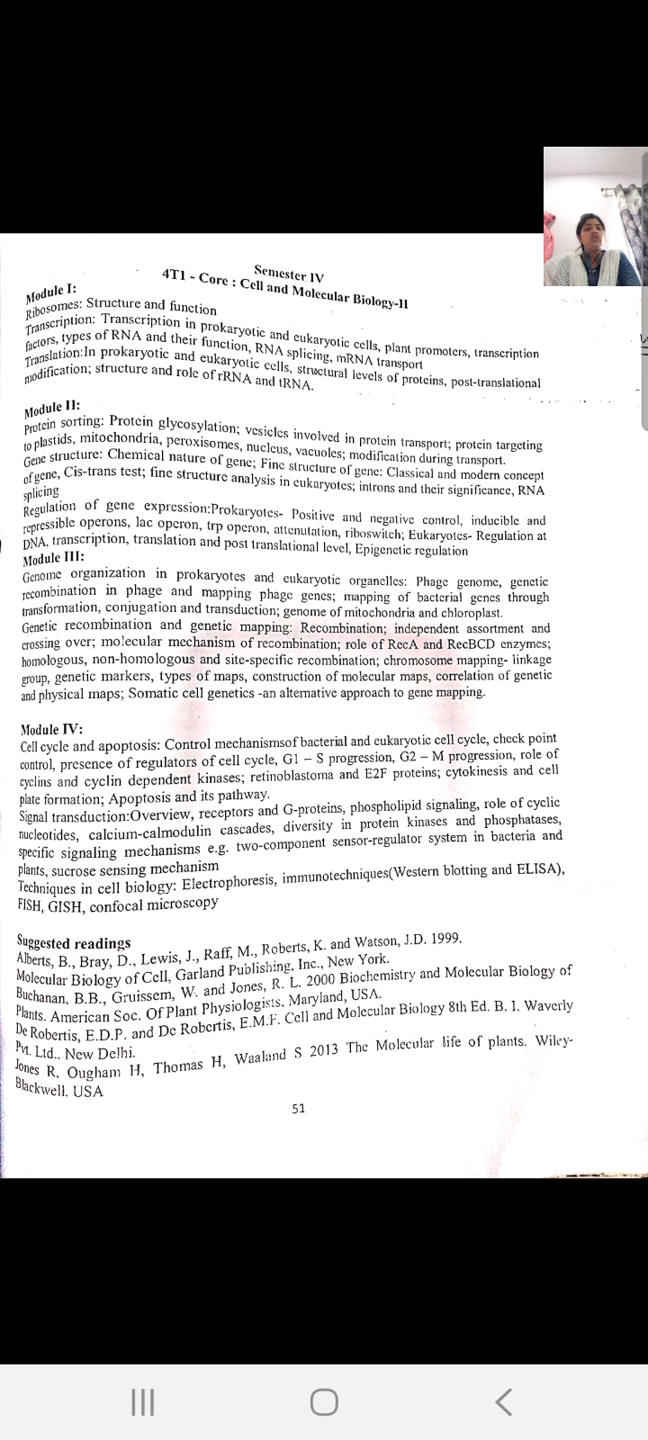 Semester IV
4T1 - Core : Cell and Molecular Biology-II
Module I:
Ribosomes: Structure and function
Transcription: Transcription in prokaryotic and eukaryotic cells, plant promoters, transcription
factors, types of RNA and their function, RNA splicing, mRNA transport
Translation:In prokaryotic and eukaryotic cells, structural levels of proteins, post-translational
modification; structure and role of rRNA and tRNA.
Module II:
Protein sorting: Protein glycosylation; vesicles involved in protein transport; protein targeting
to plastids, mitochondria, peroxisomes, nucleus, vacuoles; modification during transport.
Gene structure: Chemical nature of gene; Fine structure of gene: Classical and modern concept
of gene, Cis-trans test; fine structure analysis in eukaryotes; introns and their significance, RNA
splicing
Regulation of gene expression:Prokaryotes- Positive and negative control, inducible and
repressible operons, lac operon, trp operon, attenutation, riboswitch; Eukaryotes- Regulation at
DNA, transcription, translation and post translational level, Epigenetic regulation
Module III:
Genome organization in prokaryotes and eukaryotic organelles: Phage genome, genetic
recombination in phage and mapping phage genes; mapping of bacterial genes through
transformation, conjugation and transduction; genome of mitochondria and chloroplast.
Genetic recombination and genetic mapping: Recombination; independent assortment and
crossing over; molecular mechanism of recombination; role of RecA and RecBCD enzymes;
homologous, non-homologous and site-specific recombination; chromosome mapping- linkage
group, genetic markers, types of maps, construction of molecular maps, correlation of genetic
and physical maps; Somatic cell genetics -an alternative approach to gene mapping.
Module IV:
Cell cycle and apoptosis: Control mechanismsof bacterial and eukaryotic cell cycle, check point
control, presence of regulators of cell cycle, G1 – S progression, G2 – M progression, role of
cyclins and cyclin dependent kinases; retinoblastoma and E2F proteins; cytokinesis and cell
plate formation; Apoptosis and its pathway.
Signal transduction:Overview, receptors and G-proteins, phospholipid signaling, role of cyclic
nucleotides, calcium-calmodulin cascades, diversity in protein kinases and phosphatases,
specific signaling mechanisms e.g. two-component sensor-regulator system in bacteria and
plants, sucrose sensing mechanism
Techniques in cell biology: Electrophoresis, immunotechniques(Western blotting and ELISA),
FISH, GISH, confocal microscopy
Suggested readings
Alberts, B., Bray, D., Lewis, J., Raff, M., Roberts, K. and Watson, J.D. 1999.
Molecular Biology of Cell, Garland Publishing, Inc., New York.
Buchanan, B.B., Gruissem, W. and Jones, R. L. 2000 Biochemistry and Molecular Biology of
Plants. American Soc. Of Plant Physiologists, Maryland, USA.
De Robertis, E.D.P. and De Robertis, E.M.F. Cell and Molecular Biology 8th Ed. B. I. Waverly
Pvt. Ltd., New Delhi.
Jones R, Ougham H, Thomas H, Waaland S 2013 The Molecular life of plants. Wiley-
Blackwell, USA
51